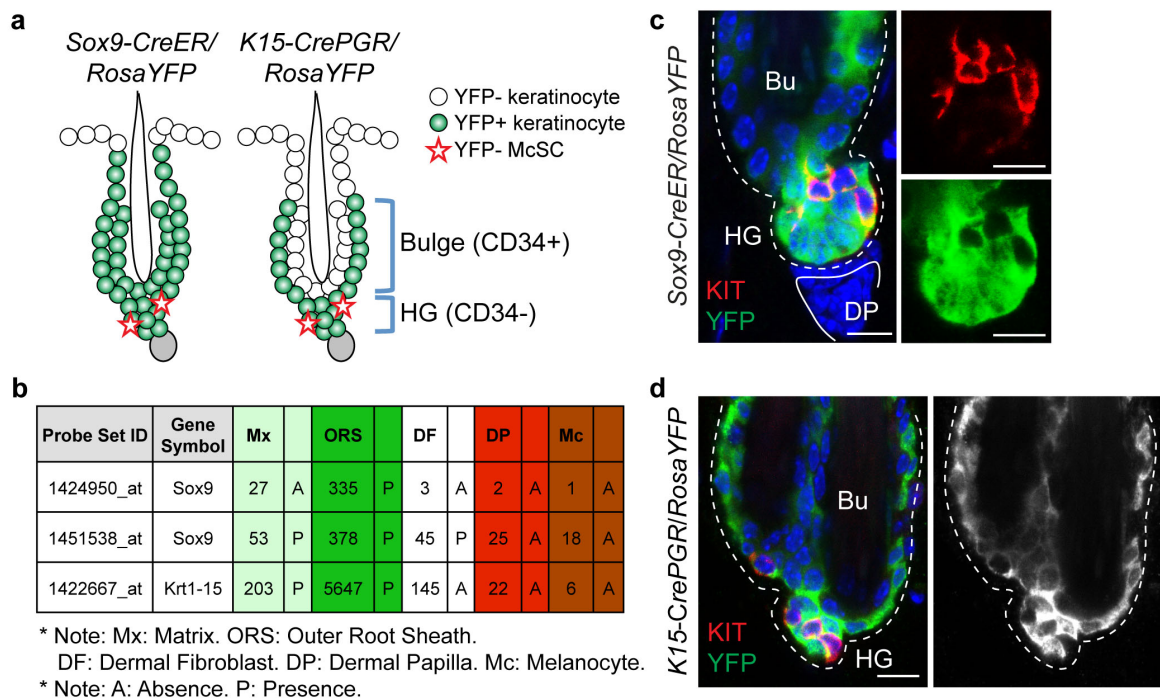 a
Sox9-CreER/
RosaYFP
K15-CrePGR/
RosaYFP
YFP- keratinocyte
YFP+ keratinocyte
YFP- McSC
Bulge (CD34+)
HG (CD34-)
b
Probe Set ID Gene Symbol Mx ORS DF DP Mc
1424950_at Sox9 27 A 335 P 3 A 2 A 1 A
1451538_at Sox9 53 P 378 P 45 P 25 A 18 A
1422667_at Krt1-15 203 P 5647 P 145 A 22 A 6 A
* Note: Mx: Matrix. ORS: Outer Root Sheath.
DF: Dermal Fibroblast. DP: Dermal Papilla. Mc: Melanocyte.
* Note: A: Absence. P: Presence.
c
Sox9-CreER/RosaYFP
Bu
HG
KIT
YFP
DP
d
K15-CrePGR/RosaYFP
Bu
KIT
YFP
HG